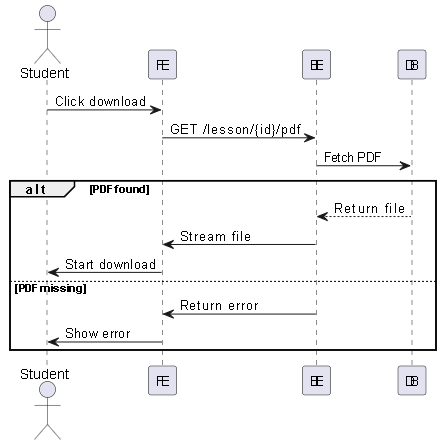 Student
FE
BE
DB
Click download
GET /lesson/{id}/pdf
Fetch PDF
alt
[PDF found]
Return file
Stream file
Start download
[PDF missing]
Return error
Show error
Student
FE
BE
DB